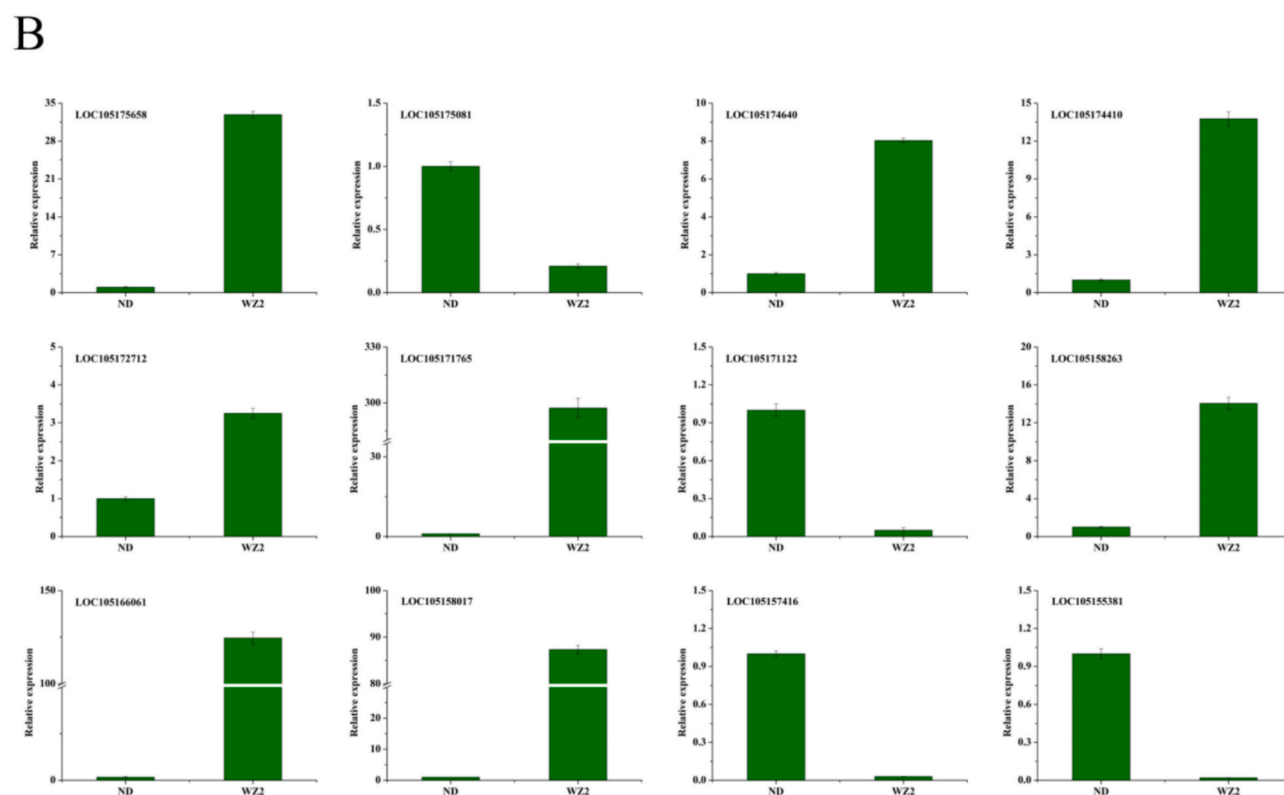 B
LOC105175658
Relative expression
35
28
21
14
7
0
ND WZ2
LOC105175081
Relative expression
1.5
1.0
0.5
0.0
ND WZ2
LOC105174640
Relative expression
10
8
6
4
2
0
ND WZ2
LOC105174410
Relative expression
15
12
9
6
3
0
ND WZ2
LOC105172712
Relative expression
5
4
3
2
1
0
ND WZ2
LOC105171765
Relative expression
330
300
30
0
ND WZ2
LOC105171122
Relative expression
1.5
1.2
0.9
0.6
0.3
0.0
ND WZ2
LOC105158263
Relative expression
20
16
12
8
4
0
ND WZ2
LOC105166061
Relative expression
150
100
0
ND WZ2
LOC105158017
Relative expression
100
90
80
20
10
0
ND WZ2
LOC105157416
Relative expression
1.5
1.2
0.9
0.6
0.3
0.0
ND WZ2
LOC105155381
Relative expression
1.5
1.2
0.9
0.6
0.3
0.0
ND WZ2